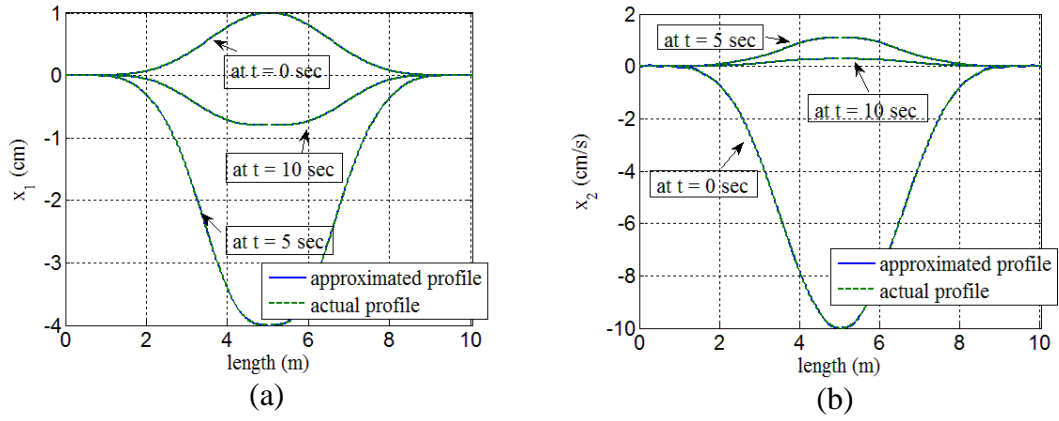 1
0
-1
-2
-3
-4
x1 (cm)
at t = 0 sec
at t = 10 sec
at t = 5 sec
approximated profile
actual profile
0 2 4 6 8 10
length (m)
(a)
2
0
-2
-4
-6
-8
-10
x2 (cm/s)
at t = 5 sec
at t = 10 sec
at t = 0 sec
approximated profile
actual profile
0 2 4 6 8 10
length (m)
(b)